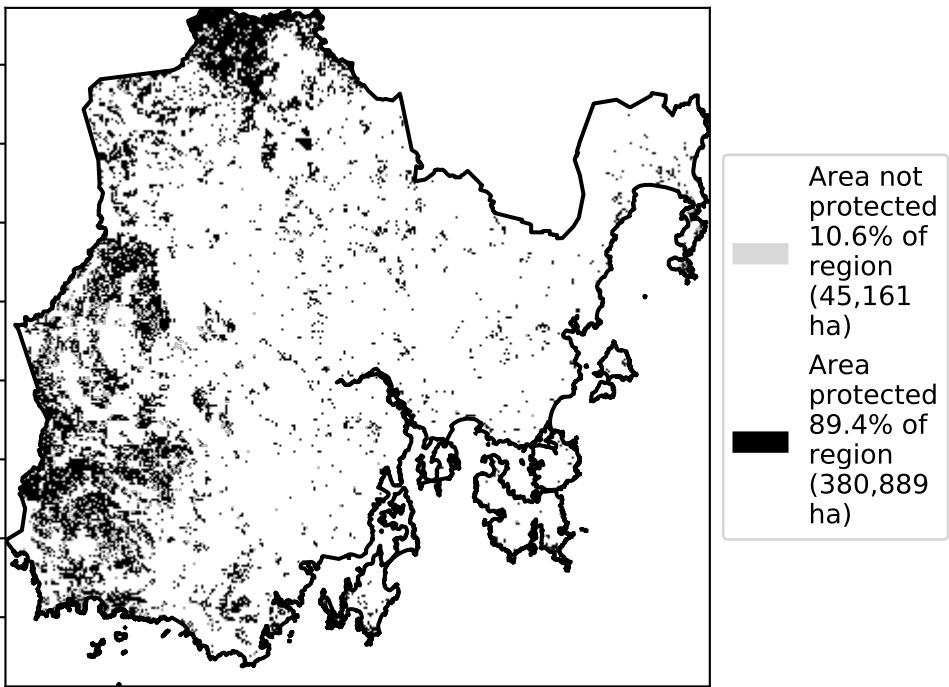 Area not
protected
10.6% of
region
(45,161
ha)
Area
protected
89.4% of
region
(380,889
ha)